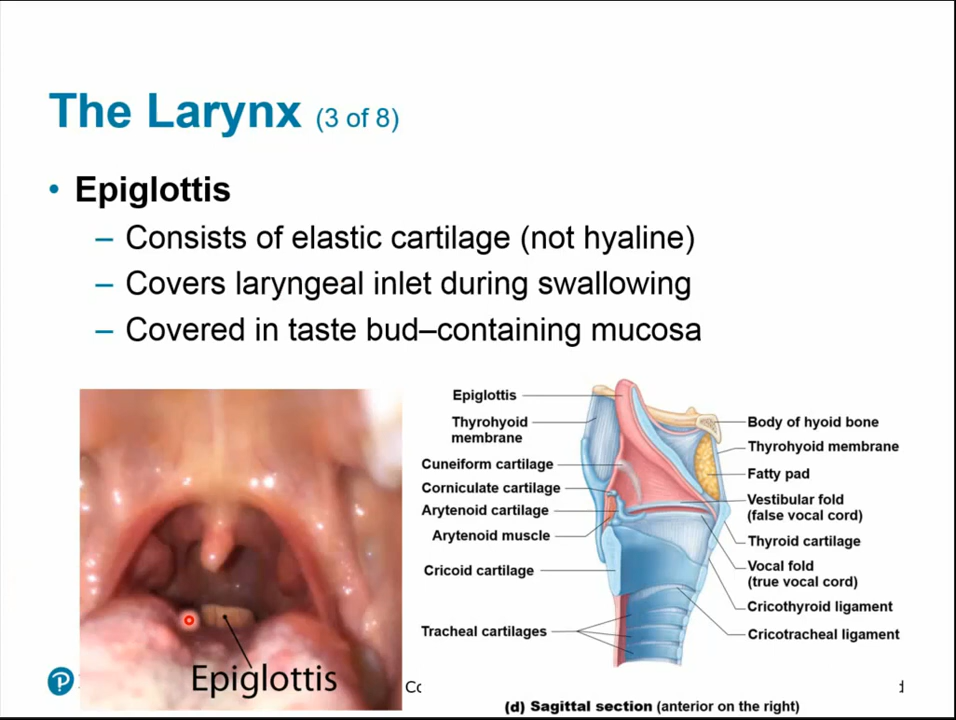 The Larynx (3 of 8)
• Epiglottis
– Consists of elastic cartilage (not hyaline)
– Covers laryngeal inlet during swallowing
– Covered in taste bud–containing mucosa
Epiglottis
Epiglottis
Thyrohyoid
membrane
Cuneiform cartilage
Corniculate cartilage
Arytenoid cartilage
Arytenoid muscle
Cricoid cartilage
Tracheal cartilages
Body of hyoid bone
Thyrohyoid membrane
Fatty pad
Vestibular fold
(false vocal cord)
Thyroid cartilage
Vocal fold
(true vocal cord)
Cricothyroid ligament
Cricotracheal ligament
(d) Sagittal section (anterior on the right)